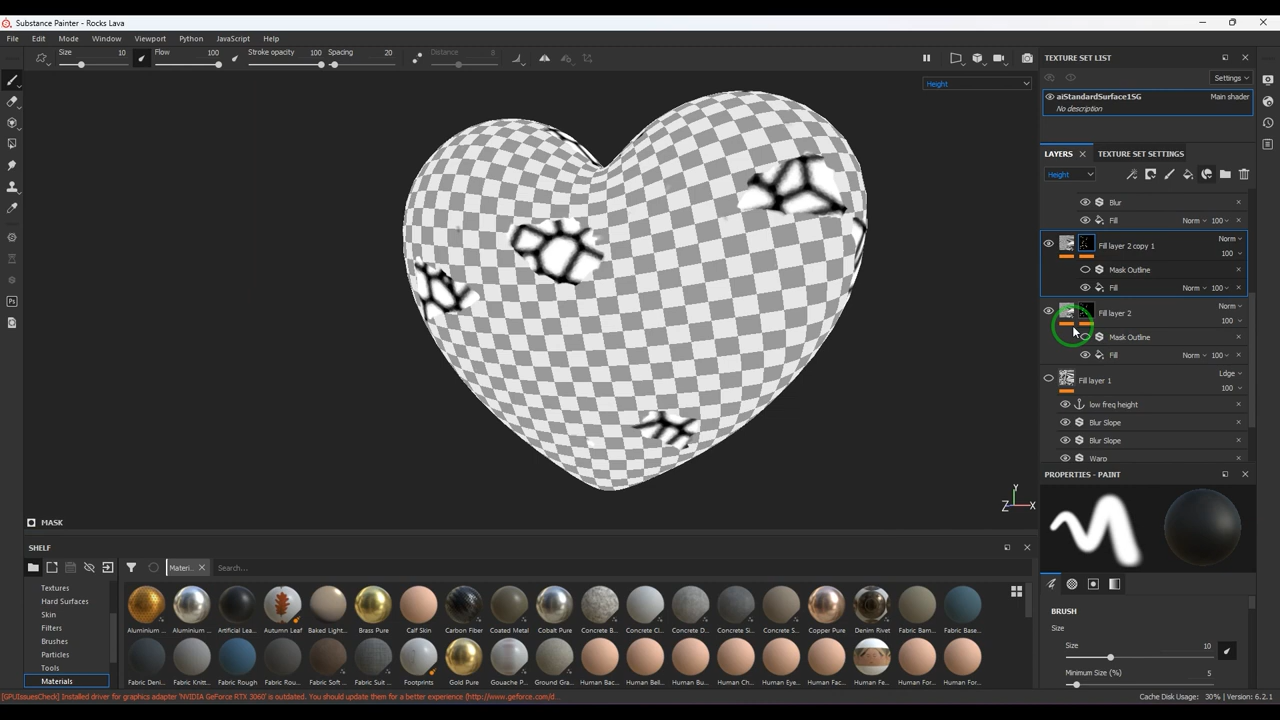 Substance Painter - Rocks Lava
File Edit Mode Window Viewport Python JavaScript Help
Size 10 Flow 100 Stroke opacity 100 Spacing 20 Distance 8
Height
TEXTURE SET LIST
Settings
aiStandardSurface1SG Main shader
No description
LAYERS TEXTURE SET SETTINGS
Height
Blur
Fill Norm 100
Fill layer 2 copy 1 Norm
100
Mask Outline
Fill Norm 100
Fill layer 2 Norm
100
Mask Outline
Fill Norm 100
Fill layer 1 Ldge
100
low freq height
Blur Slope
Blur Slope
Warp
PROPERTIES - PAINT
Z Y X
MASK
SHELF
Materi... Search...
Textures
Hard Surfaces
Skin
Filters
Brushes
Particles
Tools
Materials
Ps
Aluminium ... Aluminium ... Artificial Lea... Autumn Leaf Baked Light... Brass Pure Calf Skin Carbon Fiber Coated Metal Cobalt Pure Concrete B... Concrete Cl... Concrete D... Concrete Si... Concrete S... Copper Pure Denim Rivet Fabric Bam... Fabric Base...
Fabric Deni... Fabric Knitt... Fabric Rough Fabric Rou... Fabric Soft ... Fabric Suit ... Footprints Gold Pure Gouache P... Ground Gra... Human Bac... Human Bell... Human Bu... Human Ch... Human Eye... Human Fac... Human Fe... Human For... Human For...
BRUSH
Size
Size 10
Minimum Size (%) 5
[GPUIssuesCheck] Installed driver for graphics adapter 'NVIDIA GeForce RTX 3060' is outdated. You should update them for a better experience (http://www.geforce.com/d...
Cache Disk Usage: 30% | Version: 6.2.1